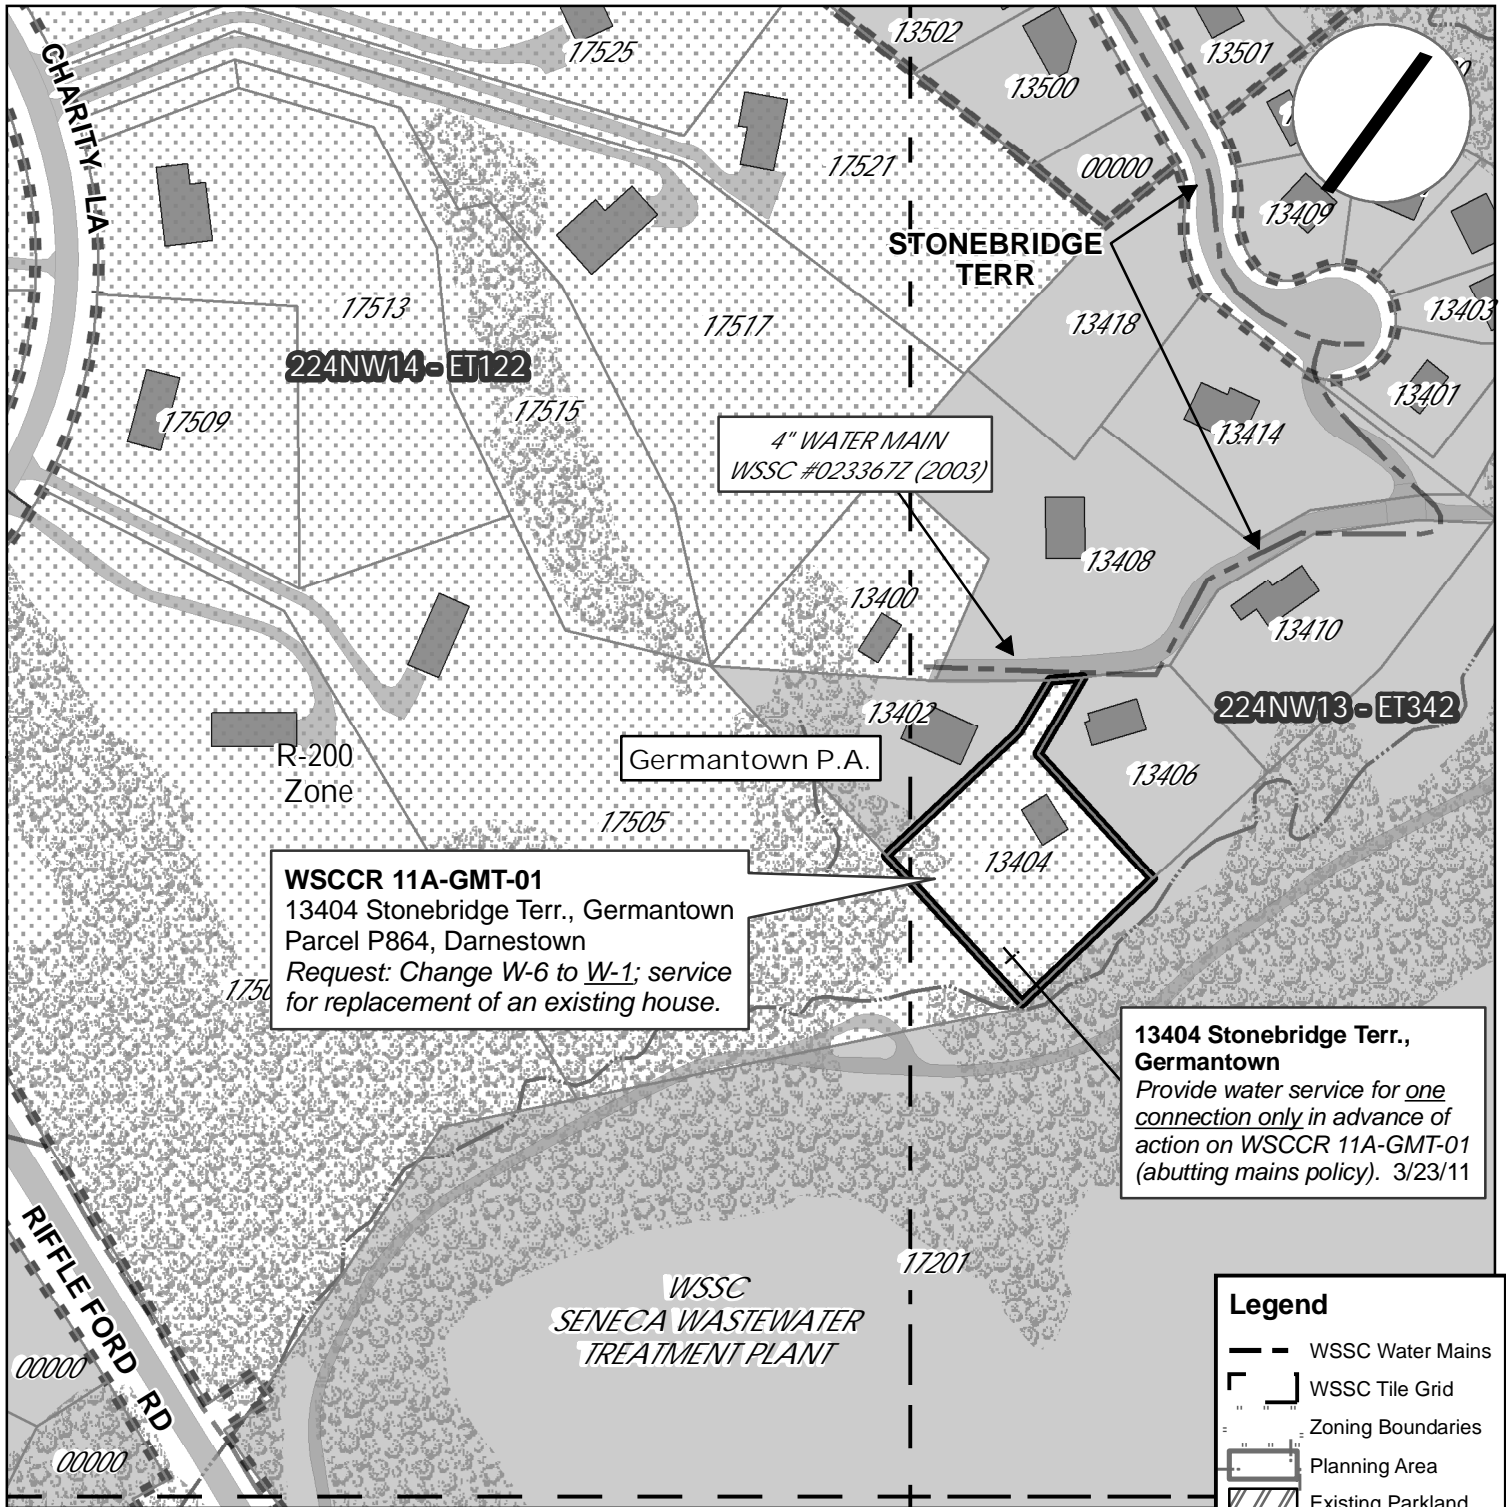 CHARITY LA
17525
13502
13500
13501
17521
00000
13409
STONEBRIDGE
TERR
17513
17517
13418
13403
224NW14 - ET122
17515
17509
13401
13414
4" WATER MAIN
WSSC #023367Z (2003)
13408
13400
13410
13402
224NW13 - ET342
R-200
Zone
Germantown P.A.
13406
17505
13404
WSCCR 11A-GMT-01
13404 Stonebridge Terr., Germantown
Parcel P864, Darnestown
Request: Change W-6 to W-1; service
for replacement of an existing house.
13404 Stonebridge Terr.,
Germantown
Provide water service for one
connection only in advance of
action on WSCCR 11A-GMT-01
(abutting mains policy). 3/23/11
RIFFLE FORD RD
17201
WSSC
SENECA WASTEWATER
TREATMENT PLANT
00000
00000
Legend
WSSC Water Mains
WSSC Tile Grid
Zoning Boundaries
Planning Area
Existing Parkland